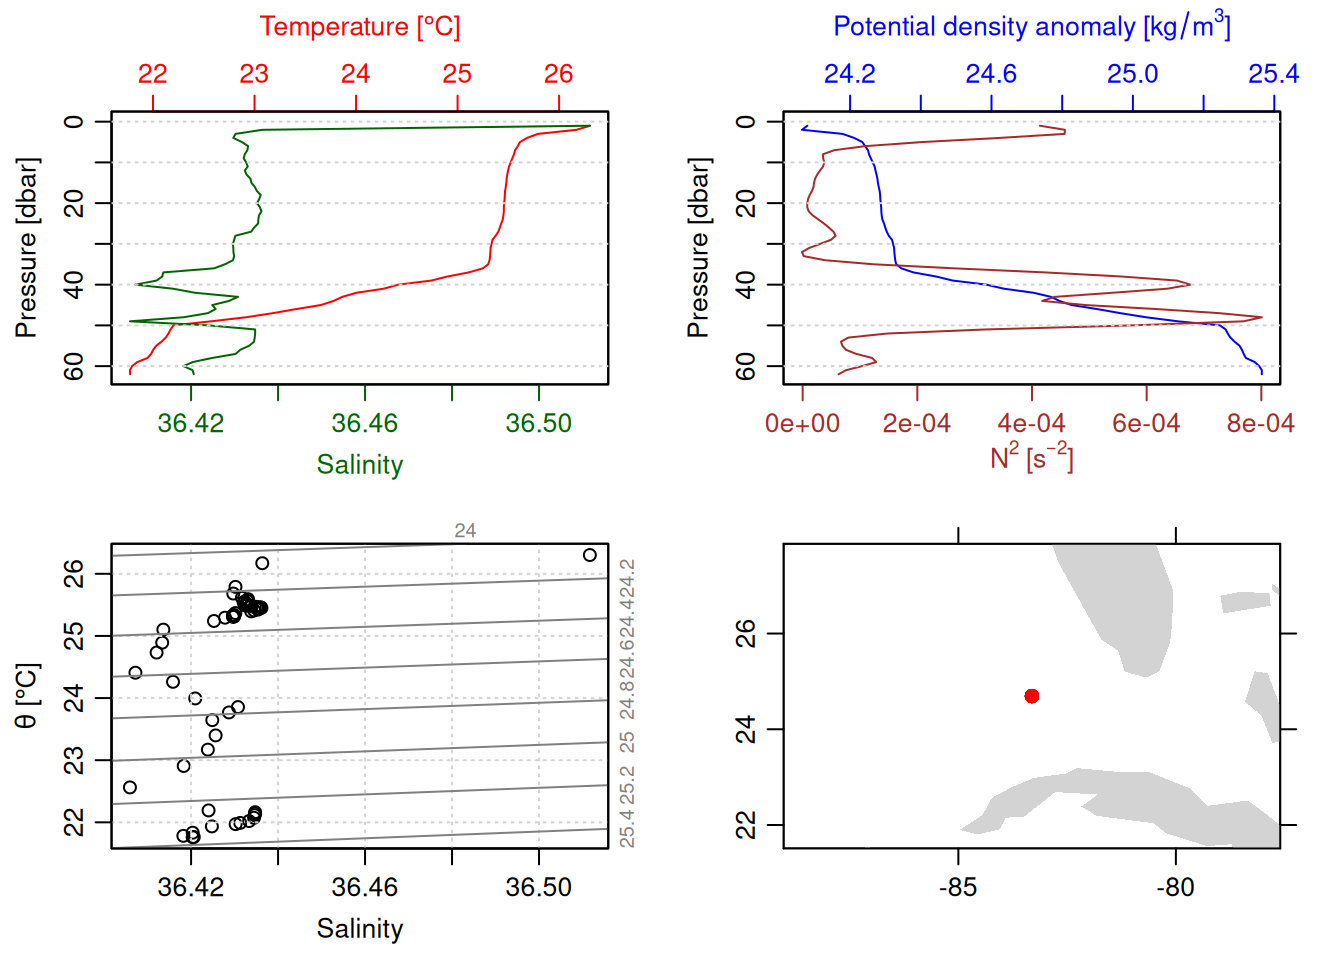 Temperature [°C]
22 23 24 25 26
0
20
40
60
Pressure [dbar]
36.42 36.46 36.50
Salinity
Potential density anomaly [kg/m³]
24.2 24.6 25.0 25.4
0
20
40
60
Pressure [dbar]
0e+00 2e-04 4e-04 6e-04 8e-04
N² [s⁻²]
24
24.2
24.4
24.6
24.8
25
25.2
25.4
26
25
24
23
22
θ [°C]
36.42 36.46 36.50
Salinity
26
24
22
-85 -80